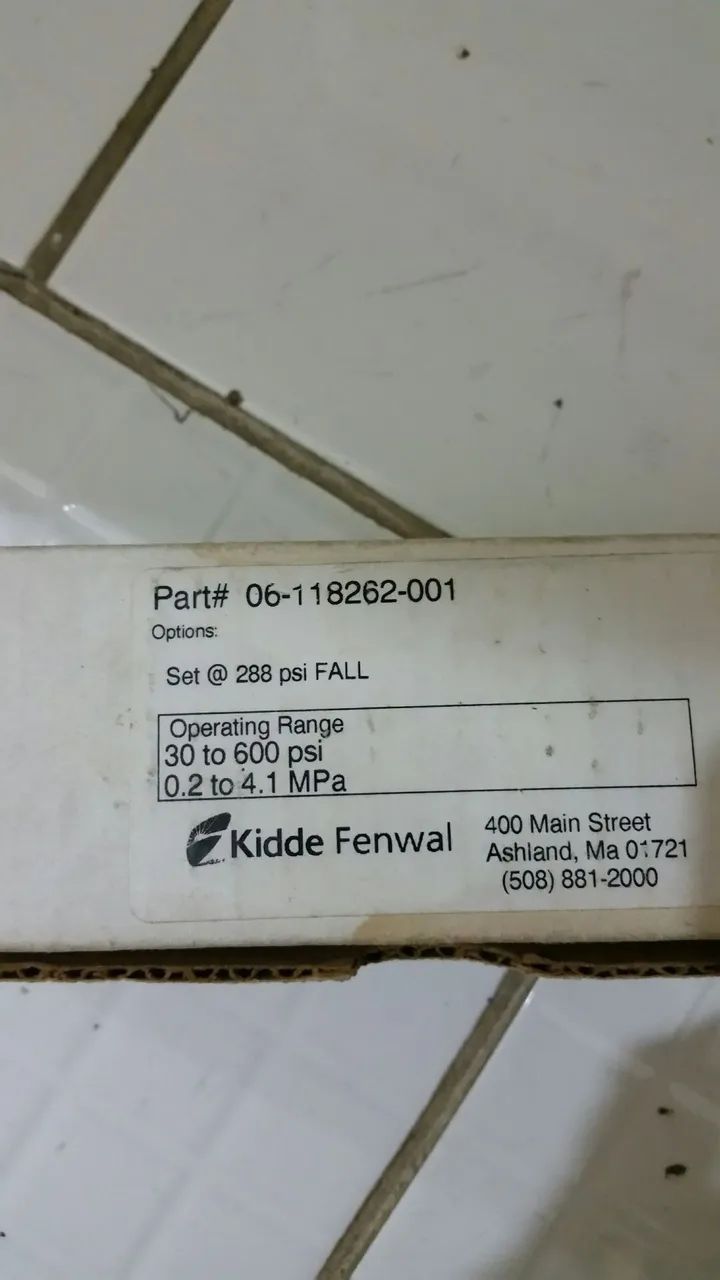 Part# 06-118262-001
Options:
Set @ 288 psi FALL
Operating Range
30 to 600 psi
0.2 to 4.1 MPa
Kidde Fenwal
400 Main Street
Ashland, Ma 01721
(508) 881-2000